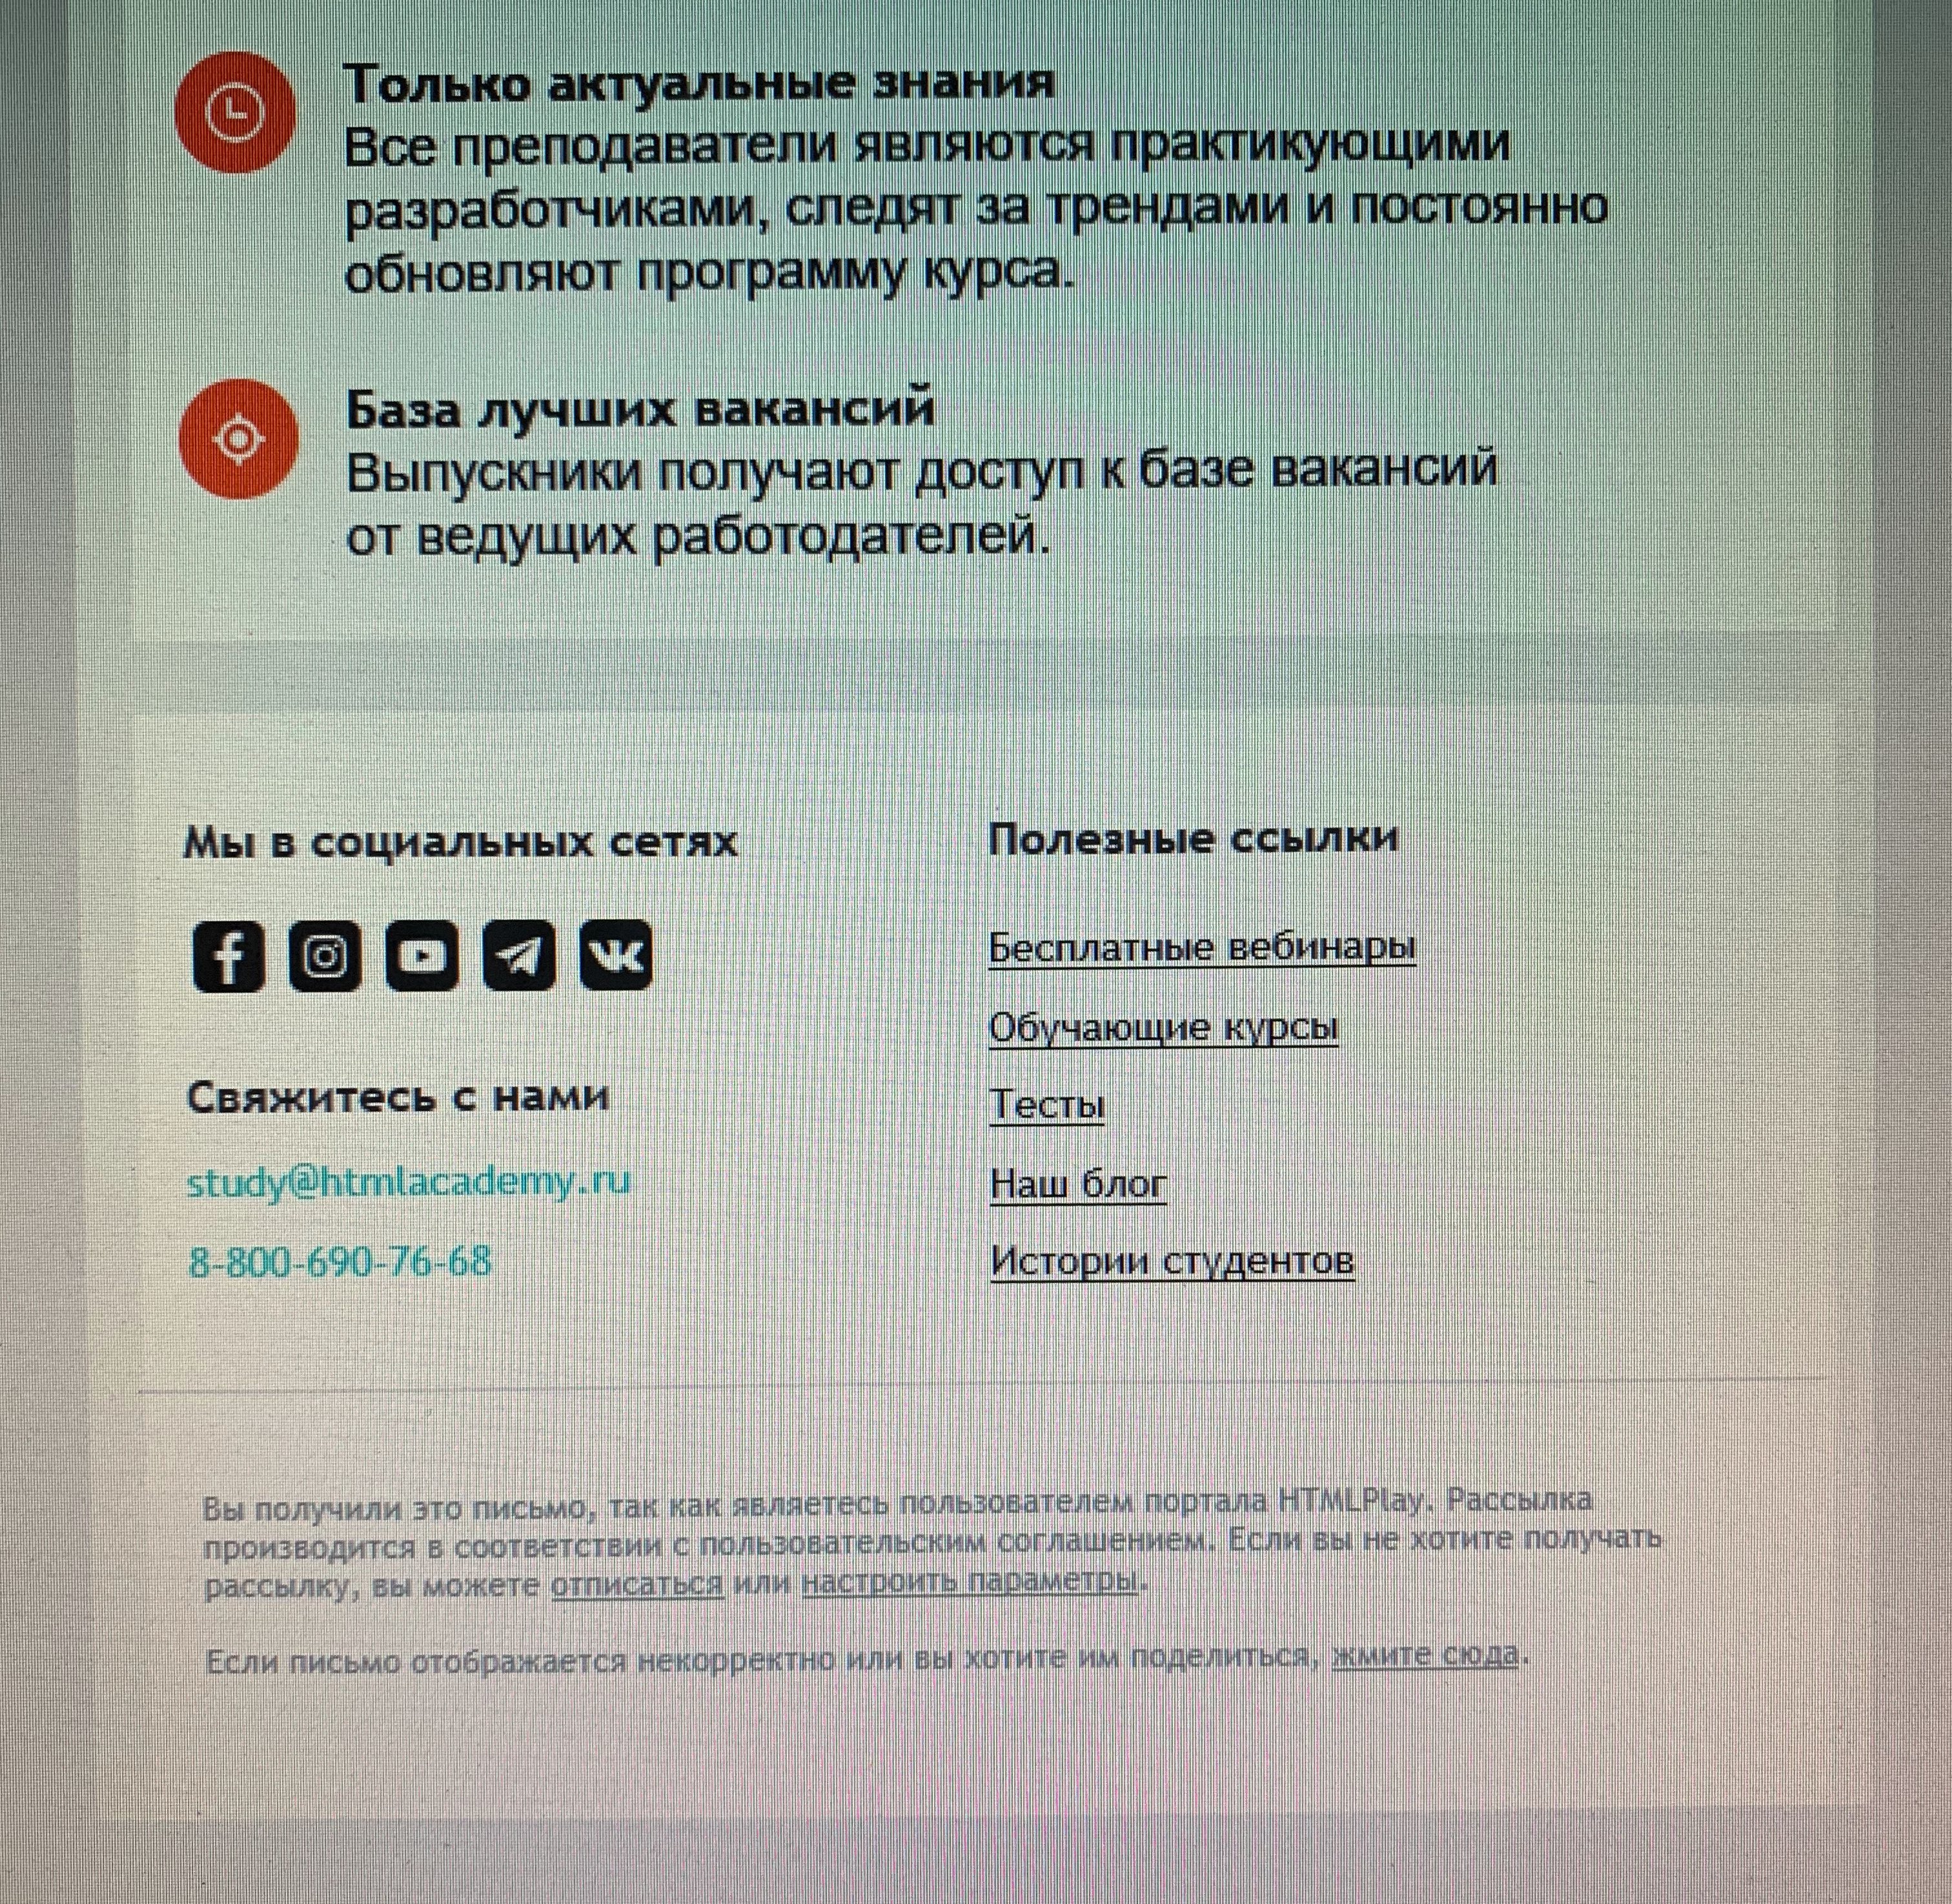 Только актуальные знания
Все преподаватели являются практикующими
разработчиками, следят за трендами и постоянно
обновляют программу курса.
База лучших вакансий
Выпускники получают доступ к базе вакансий
от ведущих работодателей.
Мы в социальных сетях
Свяжитесь с нами
study@htmlacademy.ru
8-800-690-76-68
Полезные ссылки
Бесплатные вебинары
Обучающие курсы
Тесты
Наш блог
Истории студентов
Вы получили это письмо, так как являетесь пользователем портала HTMLPlay. Рассылка
производится в соответствии с пользовательским соглашением. Если вы не хотите получать
рассылку, вы можете отписаться или настроить параметры.
Если письмо отображается некорректно или вы хотите им поделиться, жмите сюда.